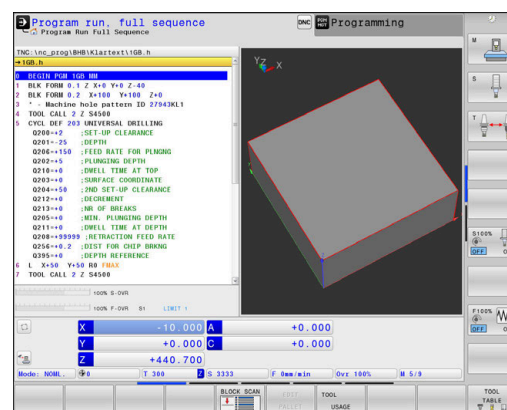 Program run, full sequence
Program Run Full Sequence
DNC
Programming
TNC:\nc_prog\BHB\Klartext\1GB.h
→1GB.h
0 BEGIN PGM 1GB MM
1 BLK FORM 0.1 Z X+0 Y+0 Z-40
2 BLK FORM 0.2 X+100 Y+100 Z+0
3 * - Machine hole pattern ID 27943KL1
4 TOOL CALL 2 Z S4500
5 CYCL DEF 203 UNIVERSAL DRILLING
Q200=+2 ;SET-UP CLEARANCE
Q201=-25 ;DEPTH
Q206=+150 ;FEED RATE FOR PLNGNG
Q202=+5 ;PLUNGING DEPTH
Q210=+0 ;DWELL TIME AT TOP
Q203=+0 ;SURFACE COORDINATE
Q204=+50 ;2ND SET-UP CLEARANCE
Q212=+0 ;DECREMENT
Q213=+0 ;NR OF BREAKS
Q205=+0 ;MIN. PLUNGING DEPTH
Q211=+0 ;DWELL TIME AT DEPTH
Q208=+99999 ;RETRACTION FEED RATE
Q256=+0.2 ;DIST FOR CHIP BRKNG
Q395=+0 ;DEPTH REFERENCE
6 L X+50 Y+50 R0 FMAX
7 TOOL CALL 2 Z S4500
Y Z X
M
S
T
100% S-OVR
100% F-OVR S1 LIMIT 1
S100%
OFF
F100%
OFF
X -10.000 A +0.000
Y +0.000 C +0.000
Z +440.700
Mode: NOML. 0 T 300 Z S 3333 F 0mm/min Ovr 100% M 5/9
BLOCK SCAN
EDIT
PALLET
TOOL
USAGE
TOOL
TABLE